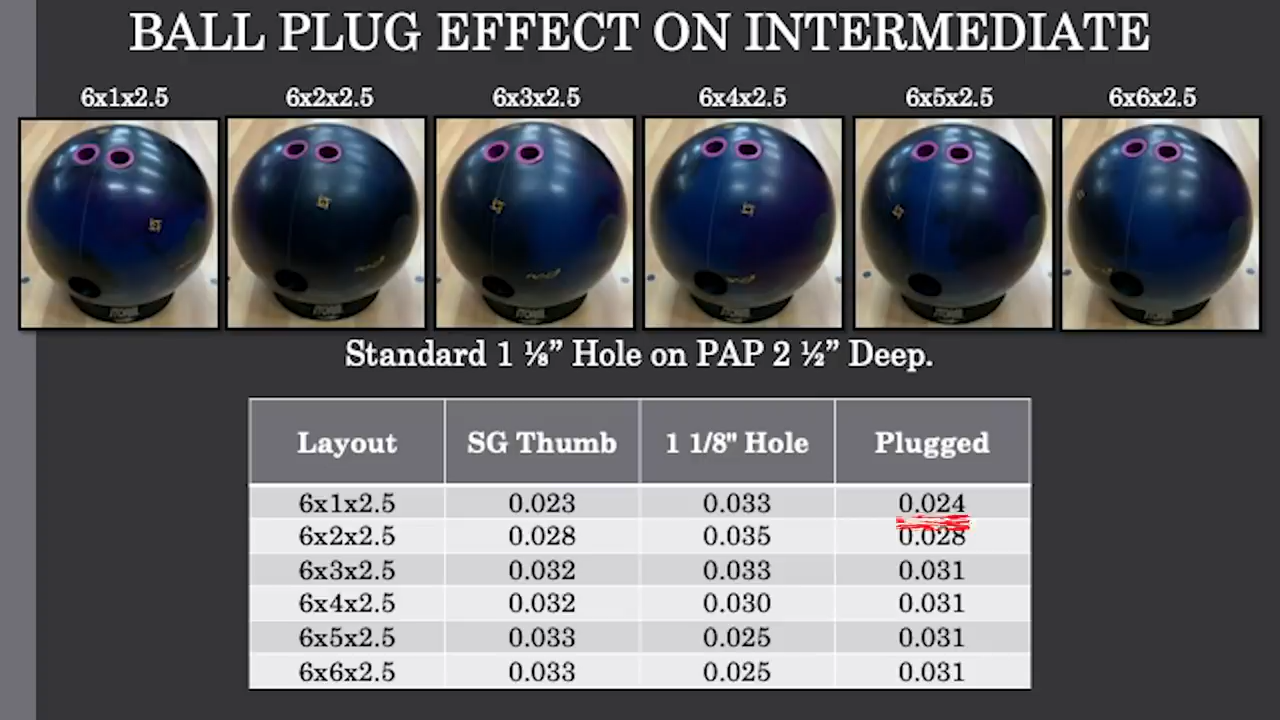 BALL PLUG EFFECT ON INTERMEDIATE
6x1x2.5 6x2x2.5 6x3x2.5 6x4x2.5 6x5x2.5 6x6x2.5
Standard 1 ⅛” Hole on PAP 2 ½” Deep.
Layout SG Thumb 1 1/8" Hole Plugged
6x1x2.5 0.023 0.033 0.024
6x2x2.5 0.028 0.035 0.028
6x3x2.5 0.032 0.033 0.031
6x4x2.5 0.032 0.030 0.031
6x5x2.5 0.033 0.025 0.031
6x6x2.5 0.033 0.025 0.031